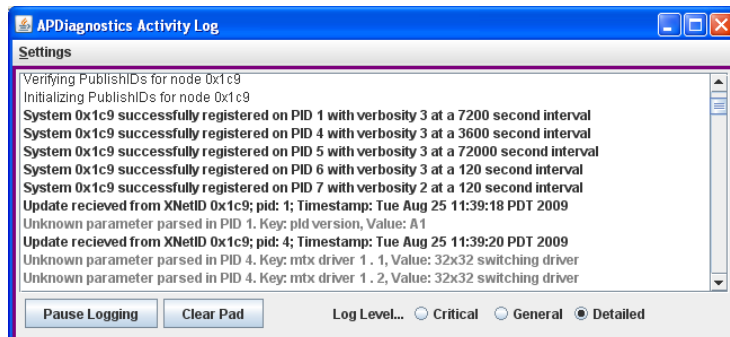 APDiagnostics Activity Log
Settings
Verifying PublishIDs for node 0x1c9
Initializing PublishIDs for node 0x1c9
System 0x1c9 successfully registered on PID 1 with verbosity 3 at a 7200 second interval
System 0x1c9 successfully registered on PID 4 with verbosity 3 at a 3600 second interval
System 0x1c9 successfully registered on PID 5 with verbosity 3 at a 72000 second interval
System 0x1c9 successfully registered on PID 6 with verbosity 3 at a 120 second interval
System 0x1c9 successfully registered on PID 7 with verbosity 2 at a 120 second interval
Update recieved from XNetID 0x1c9; pid: 1; Timestamp: Tue Aug 25 11:39:18 PDT 2009
Unknown parameter parsed in PID 1. Key: pld version, Value: A1
Update recieved from XNetID 0x1c9; pid: 4; Timestamp: Tue Aug 25 11:39:20 PDT 2009
Unknown parameter parsed in PID 4. Key: mtx driver 1 . 1, Value: 32x32 switching driver
Unknown parameter parsed in PID 4. Key: mtx driver 1 . 2, Value: 32x32 switching driver
Pause Logging Clear Pad Log Level... Critical General Detailed